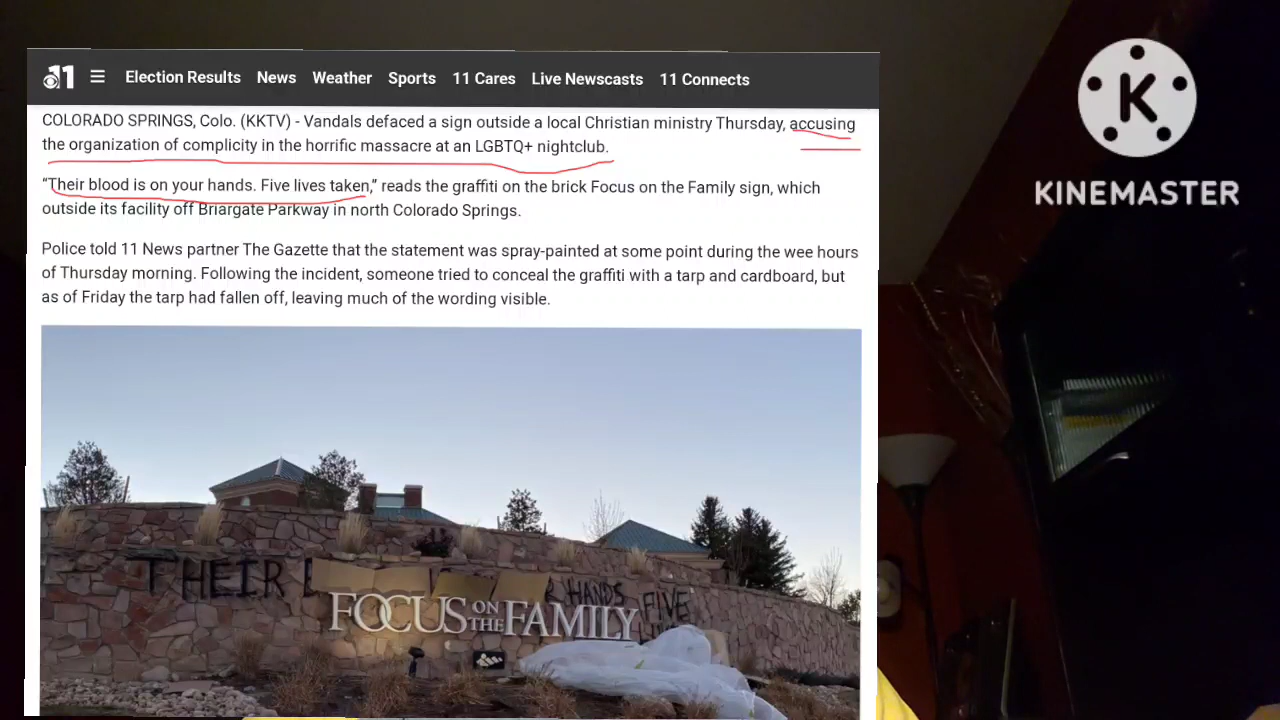 11 Election Results News Weather Sports 11 Cares Live Newscasts 11 Connects
K
KINEMASTER
COLORADO SPRINGS, Colo. (KKTV) - Vandals defaced a sign outside a local Christian ministry Thursday, accusing
the organization of complicity in the horrific massacre at an LGBTQ+ nightclub.
“Their blood is on your hands. Five lives taken,” reads the graffiti on the brick Focus on the Family sign, which
outside its facility off Briargate Parkway in north Colorado Springs.
Police told 11 News partner The Gazette that the statement was spray-painted at some point during the wee hours
of Thursday morning. Following the incident, someone tried to conceal the graffiti with a tarp and cardboard, but
as of Friday the tarp had fallen off, leaving much of the wording visible.
THEIR HANDS FIVE
FOCUS ON THE FAMILY